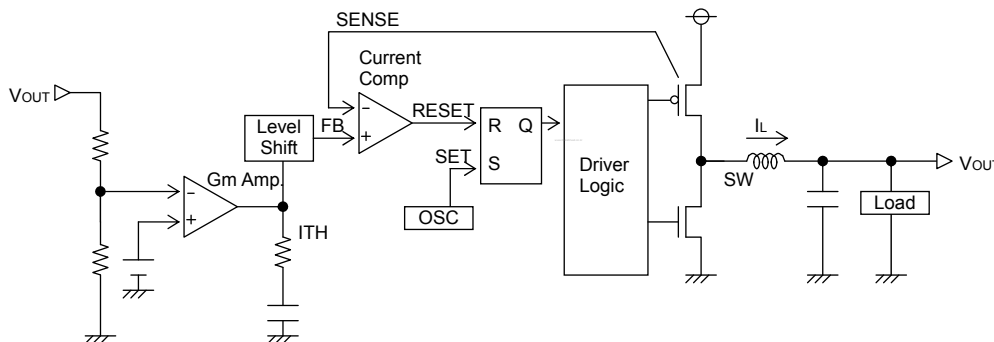 SENSE
Current
Comp
VOUT
Level
Shift
FB
RESET
R Q
SET
S
Gm Amp.
OSC
ITH
Driver
Logic
IL
SW
VOUT
Load